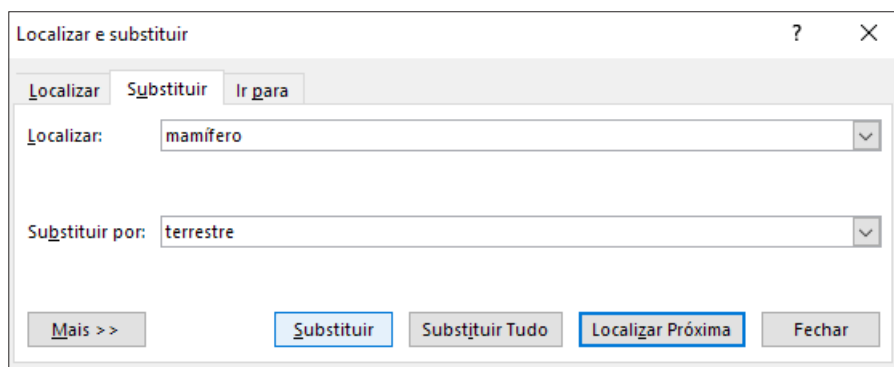 Localizar e substituir ?
Localizar Substituir Ir para
Localizar: mamífero
Substituir por: terrestre
Mais >> Substituir Substituir Tudo Localizar Próxima Fechar